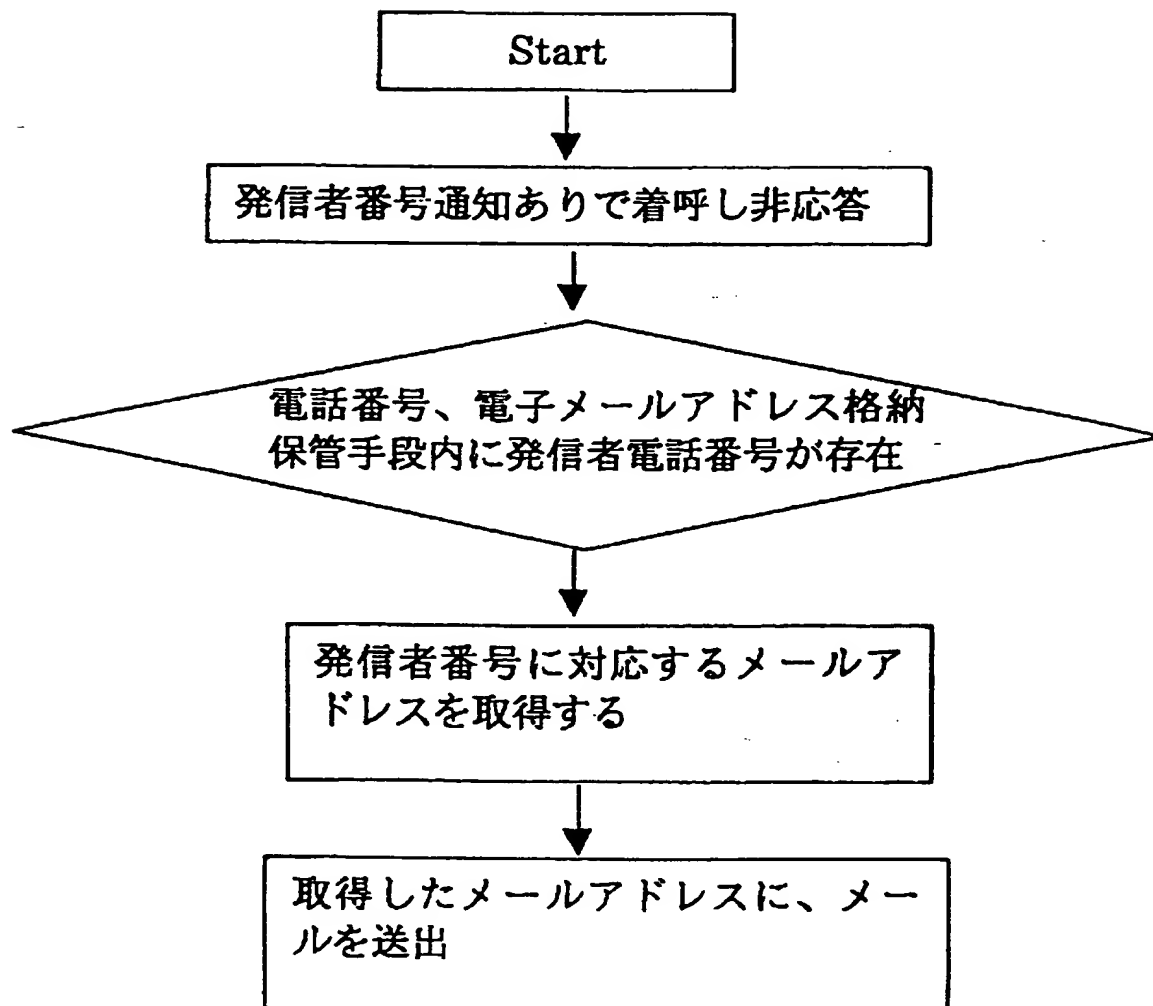 Start
発信者番号通知ありで着呼し非応答
電話番号、電子メールアドレス格納
保管手段内に発信者電話番号が存在
発信者番号に対応するメールア
ドレスを取得する
取得したメールアドレスに、メー
ルを送出